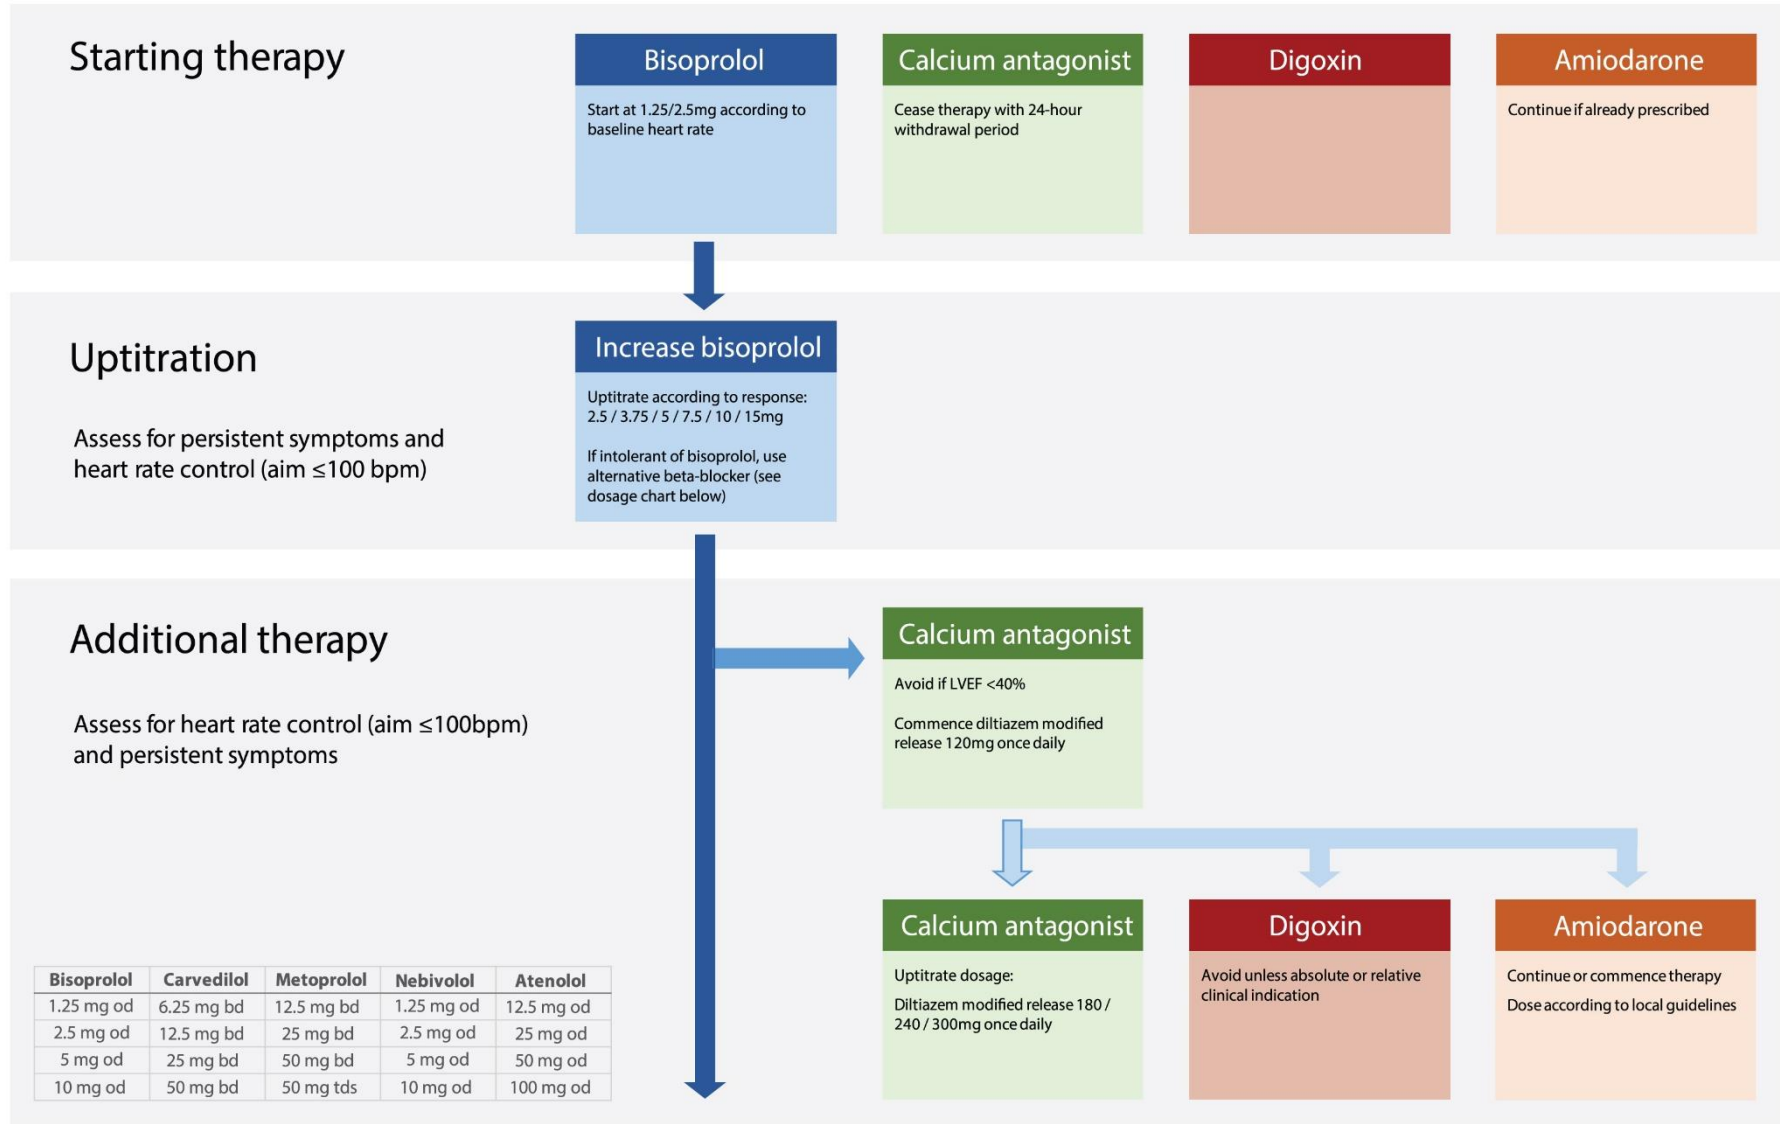 Starting therapy
Bisoprolol
Start at 1.25/2.5mg according to
baseline heart rate
Calcium antagonist
Cease therapy with 24-hour
withdrawal period
Digoxin
Amiodarone
Continue if already prescribed
Uptitration
Assess for persistent symptoms and
heart rate control (aim ≤100 bpm)
Increase bisoprolol
Uptitrate according to response:
2.5 / 3.75 / 5 / 7.5 / 10 / 15mg
If intolerant of bisoprolol, use
alternative beta-blocker (see
dosage chart below)
Additional therapy
Assess for heart rate control (aim ≤100bpm)
and persistent symptoms
Calcium antagonist
Avoid if LVEF <40%
Commence diltiazem modified
release 120mg once daily
Calcium antagonist
Uptitrate dosage:
Diltiazem modified release 180 /
240 / 300mg once daily
Digoxin
Avoid unless absolute or relative
clinical indication
Amiodarone
Continue or commence therapy
Dose according to local guidelines
Bisoprolol Carvedilol Metoprolol Nebivolol Atenolol
1.25 mg od 6.25 mg bd 12.5 mg bd 1.25 mg od 12.5 mg od
2.5 mg od 12.5 mg bd 25 mg bd 2.5 mg od 25 mg od
5 mg od 25 mg bd 50 mg bd 5 mg od 50 mg od
10 mg od 50 mg bd 50 mg tds 10 mg od 100 mg od